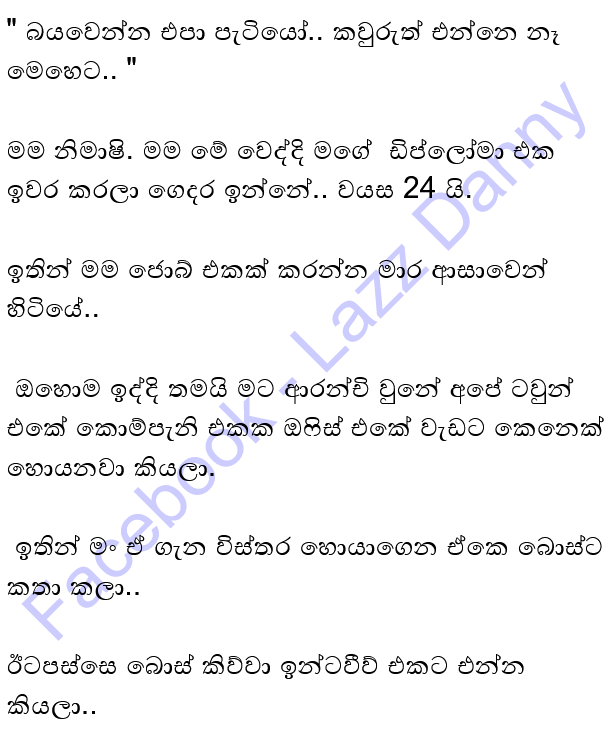 " බයවෙන්න එපා පැටියෝ.. කවුරුත් එන්නෙ නෑ
මෙහෙට.. "
මම නිමාෂි. මම මේ වෙද්දි මගේ ඩිප්ලෝමා එක
ඉවර කරලා ගෙදර ඉන්නේ.. වයස 24 යි.
ඉතින් මම ජොබ් එකක් කරන්න මාර ආසාවෙන්
හිටියේ..
ඔහොම ඉද්දි තමයි මට ආරන්චි වුනේ අපේ ටවුන්
එකේ කොම්පැනි එකක ඔෆිස් එකේ වැඩට කෙනෙක්
හොයනවා කියලා.
ඉතින් මං ඒ ගැන විස්තර හොයාගෙන ඒකෙ බොස්ට
කතා කලා..
ඊටපස්සෙ බොස් කිව්වා ඉන්ටවීව් එකට එන්න
කියලා..
Facebook - Lazz Danny